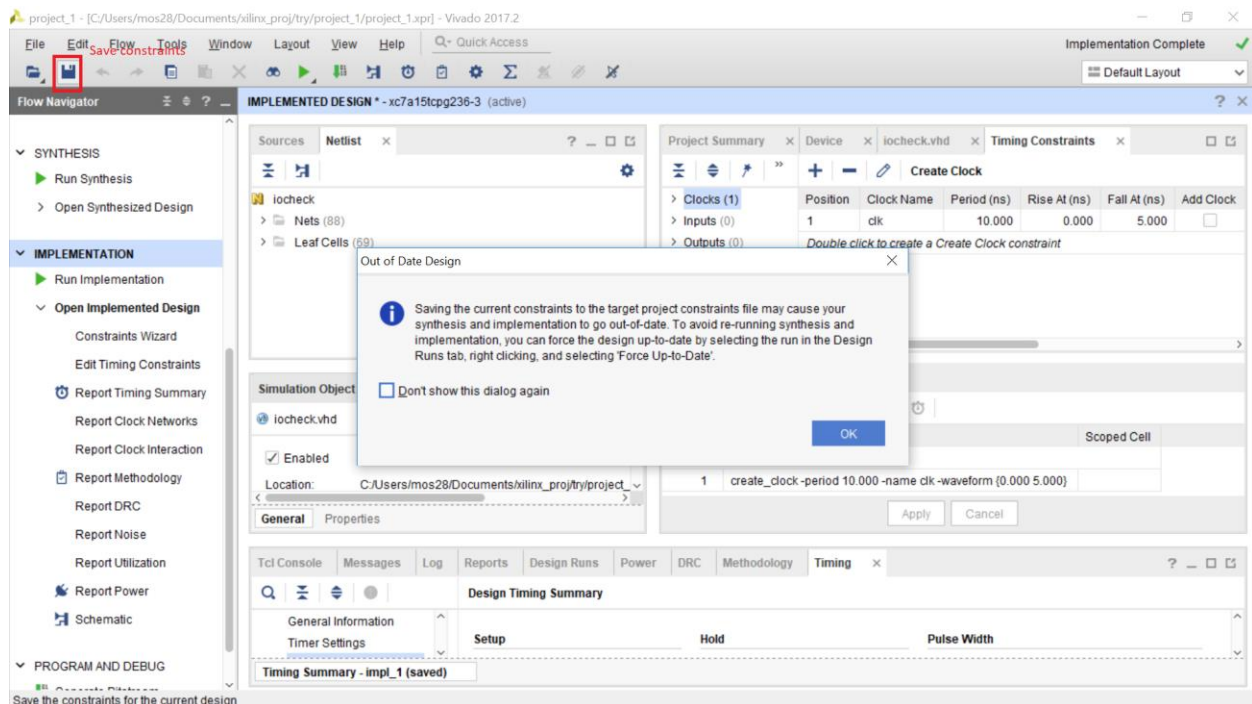 project_1 - [C:/Users/mos28/Documents/xilinx_proj/try/project_1/project_1.xpr] - Vivado 2017.2
File Edit Flow Tools Window Layout View Help Quick Access Implementation Complete
Save constraints
Default Layout
Flow Navigator
IMPLEMENTED DESIGN * - xc7a15tcpg236-3 (active)
SYNTHESIS
Run Synthesis
Open Synthesized Design
IMPLEMENTATION
Run Implementation
Open Implemented Design
Constraints Wizard
Edit Timing Constraints
Report Timing Summary
Report Clock Networks
Report Clock Interaction
Report Methodology
Report DRC
Report Noise
Report Utilization
Report Power
Schematic
PROGRAM AND DEBUG
Sources Netlist
iocheck
Nets (88)
Leaf Cells (69)
Project Summary Device iocheck.vhd Timing Constraints
Create Clock
Clocks (1)
Inputs (0)
Outputs (0)
Position Clock Name Period (ns) Rise At (ns) Fall At (ns) Add Clock
1 clk 10.000 0.000 5.000
Double click to create a Create Clock constraint
Out of Date Design
Saving the current constraints to the target project constraints file may cause your
synthesis and implementation to go out-of-date. To avoid re-running synthesis and
implementation, you can force the design up-to-date by selecting the run in the Design
Runs tab, right clicking, and selecting 'Force Up-to-Date'.
Don't show this dialog again
OK
Simulation Object
iocheck.vhd
Enabled
Location: C:/Users/mos28/Documents/xilinx_proj/try/project_
General Properties
Scoped Cell
1 create_clock -period 10.000 -name clk -waveform {0.000 5.000}
Apply Cancel
Tcl Console Messages Log Reports Design Runs Power DRC Methodology Timing
Design Timing Summary
General Information
Timer Settings
Setup Hold Pulse Width
Timing Summary - impl_1 (saved)
Save the constraints for the current design